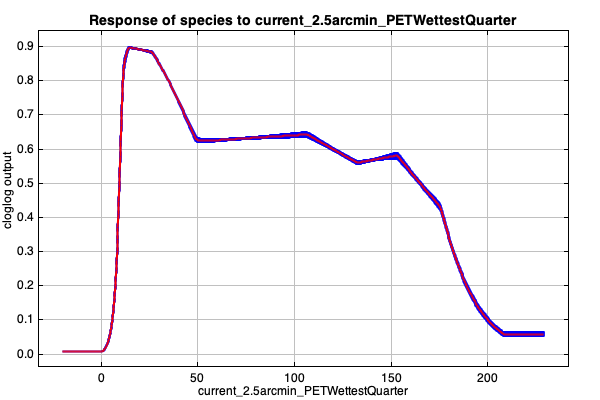 Response of species to current_2.5arcmin_PETWettestQuarter
0.9
0.8
0.7
0.6
0.5
0.4
0.3
0.2
0.1
0.0
cloglog output
0 50 100 150 200
current_2.5arcmin_PETWettestQuarter